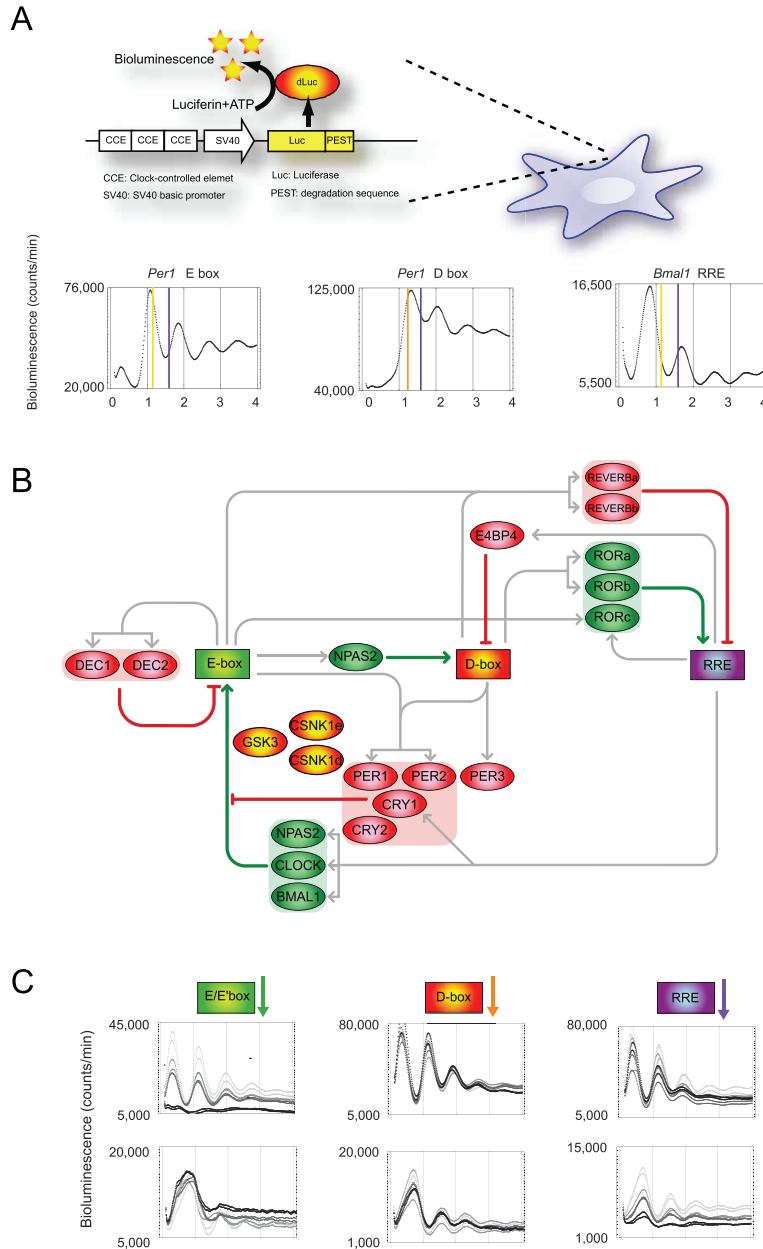 A
Bioluminescence
dLuc
Luciferin+ATP
CCE CCE CCE SV40 Luc PEST
CCE: Clock-controlled elemet
Luc: Luciferase
SV40: SV40 basic promoter
PEST: degradation sequence
Bioluminescence (counts/min)
Per1 E box
76,000
20,000
0 1 2 3 4
Per1 D box
125,000
40,000
0 1 2 3 4
Bmal1 RRE
16,500
5,500
0 1 2 3 4
B
REVERBa
REVERBb
E4BP4
RORa
RORb
RORc
DEC1 DEC2 E-box NPAS2 D-box RRE
GSK3 CSNK1e
CSNK1d
PER1 PER2 PER3
CRY1
CRY2
NPAS2
CLOCK
BMAL1
C
E/E'box D-box RRE
Bioluminescence (counts/min)
45,000
5,000
80,000
5,000
80,000
5,000
20,000
5,000
20,000
1,000
15,000
1,000